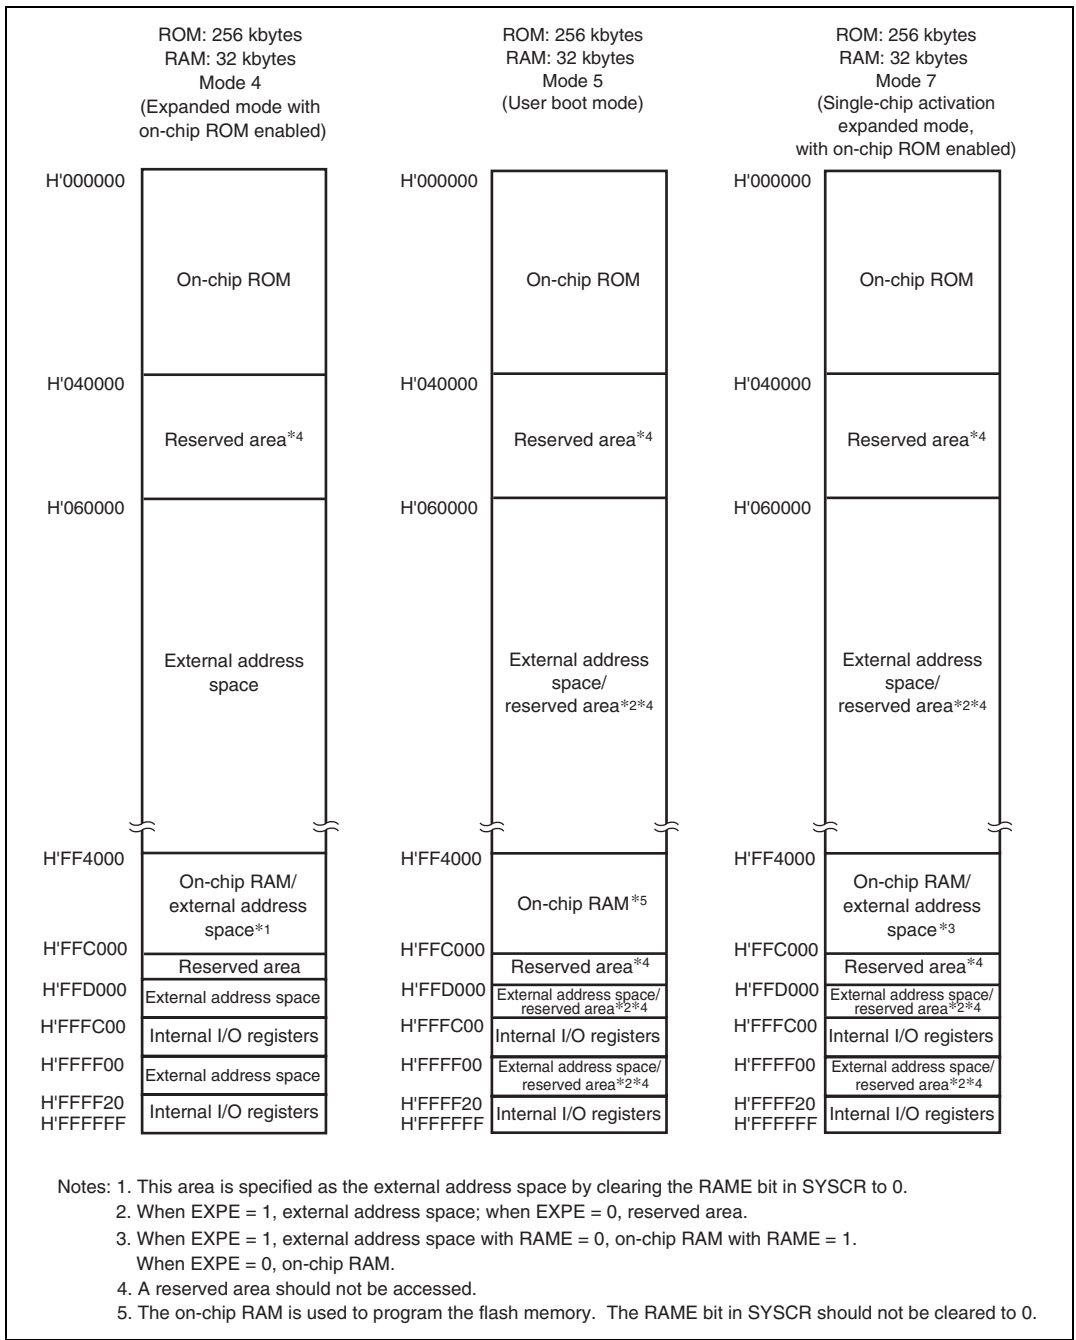 ROM: 256 kbytes
RAM: 32 kbytes
Mode 4
(Expanded mode with
on-chip ROM enabled)
H'000000
On-chip ROM
H'040000
Reserved area*4
H'060000
External address
space
H'FF4000
On-chip RAM/
external address
space*1
H'FFC000
Reserved area
H'FFD000
External address space
H'FFFC00
Internal I/O registers
H'FFFF00
External address space
H'FFFF20
Internal I/O registers
H'FFFFFF
ROM: 256 kbytes
RAM: 32 kbytes
Mode 5
(User boot mode)
H'000000
On-chip ROM
H'040000
Reserved area*4
H'060000
External address
space/
reserved area*2*4
H'FF4000
On-chip RAM*5
H'FFC000
Reserved area*4
H'FFD000
External address space/
reserved area*2*4
H'FFFC00
Internal I/O registers
H'FFFF00
External address space/
reserved area*2*4
H'FFFF20
Internal I/O registers
H'FFFFFF
ROM: 256 kbytes
RAM: 32 kbytes
Mode 7
(Single-chip activation
expanded mode,
with on-chip ROM enabled)
H'000000
On-chip ROM
H'040000
Reserved area*4
H'060000
External address
space/
reserved area*2*4
H'FF4000
On-chip RAM/
external address
space*3
H'FFC000
Reserved area*4
H'FFD000
External address space/
reserved area*2*4
H'FFFC00
Internal I/O registers
H'FFFF00
External address space/
reserved area*2*4
H'FFFF20
Internal I/O registers
H'FFFFFF
Notes: 1. This area is specified as the external address space by clearing the RAME bit in SYSCR to 0.
2. When EXPE = 1, external address space; when EXPE = 0, reserved area.
3. When EXPE = 1, external address space with RAME = 0, on-chip RAM with RAME = 1.
When EXPE = 0, on-chip RAM.
4. A reserved area should not be accessed.
5. The on-chip RAM is used to program the flash memory. The RAME bit in SYSCR should not be cleared to 0.